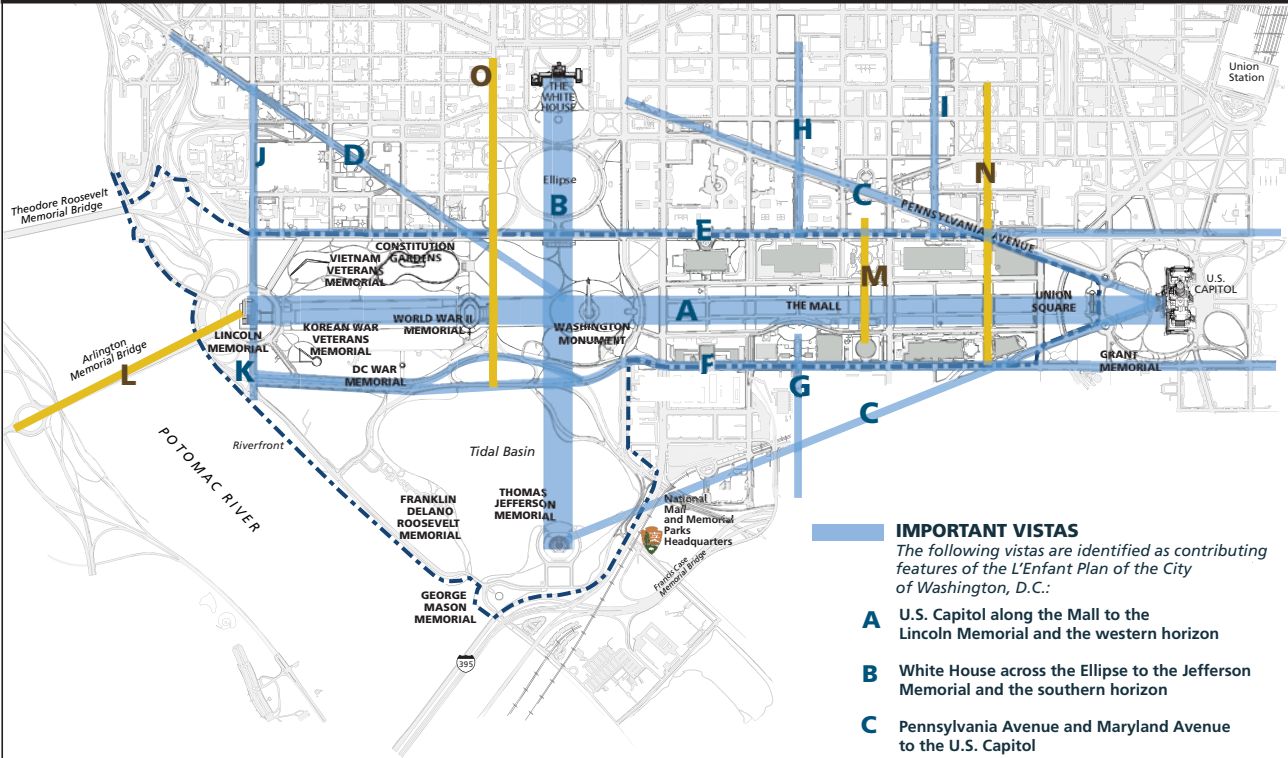 Union
Station
O
THE
WHITE
HOUSE
I
H
J
D
N
Ellipse
C
Theodore Roosevelt
Memorial Bridge
B
PENNSYLVANIA AVENUE
E
CONSTITUTION
GARDENS
VIETNAM
VETERANS
MEMORIAL
M
U.S.
CAPITOL
A
THE MALL
UNION
SQUARE
WORLD WAR II
MEMORIAL
WASHINGTON
MONUMENT
LINCOLN
MEMORIAL
KOREAN WAR
VETERANS
MEMORIAL
Arlington
Memorial Bridge
L
K
DC WAR
MEMORIAL
F
GRANT
MEMORIAL
G
C
POTOMAC RIVER
Riverfront
Tidal Basin
FRANKLIN
DELANO
ROOSEVELT
MEMORIAL
THOMAS
JEFFERSON
MEMORIAL
National
Mall
and Memorial
Parks
Headquarters
Francis Case
Memorial Bridge
GEORGE
MASON
MEMORIAL
395
IMPORTANT VISTAS
The following vistas are identified as contributing
features of the L’Enfant Plan of the City
of Washington, D.C.:
A U.S. Capitol along the Mall to the
Lincoln Memorial and the western horizon
B White House across the Ellipse to the Jefferson
Memorial and the southern horizon
C Pennsylvania Avenue and Maryland Avenue
to the U.S. Capitol